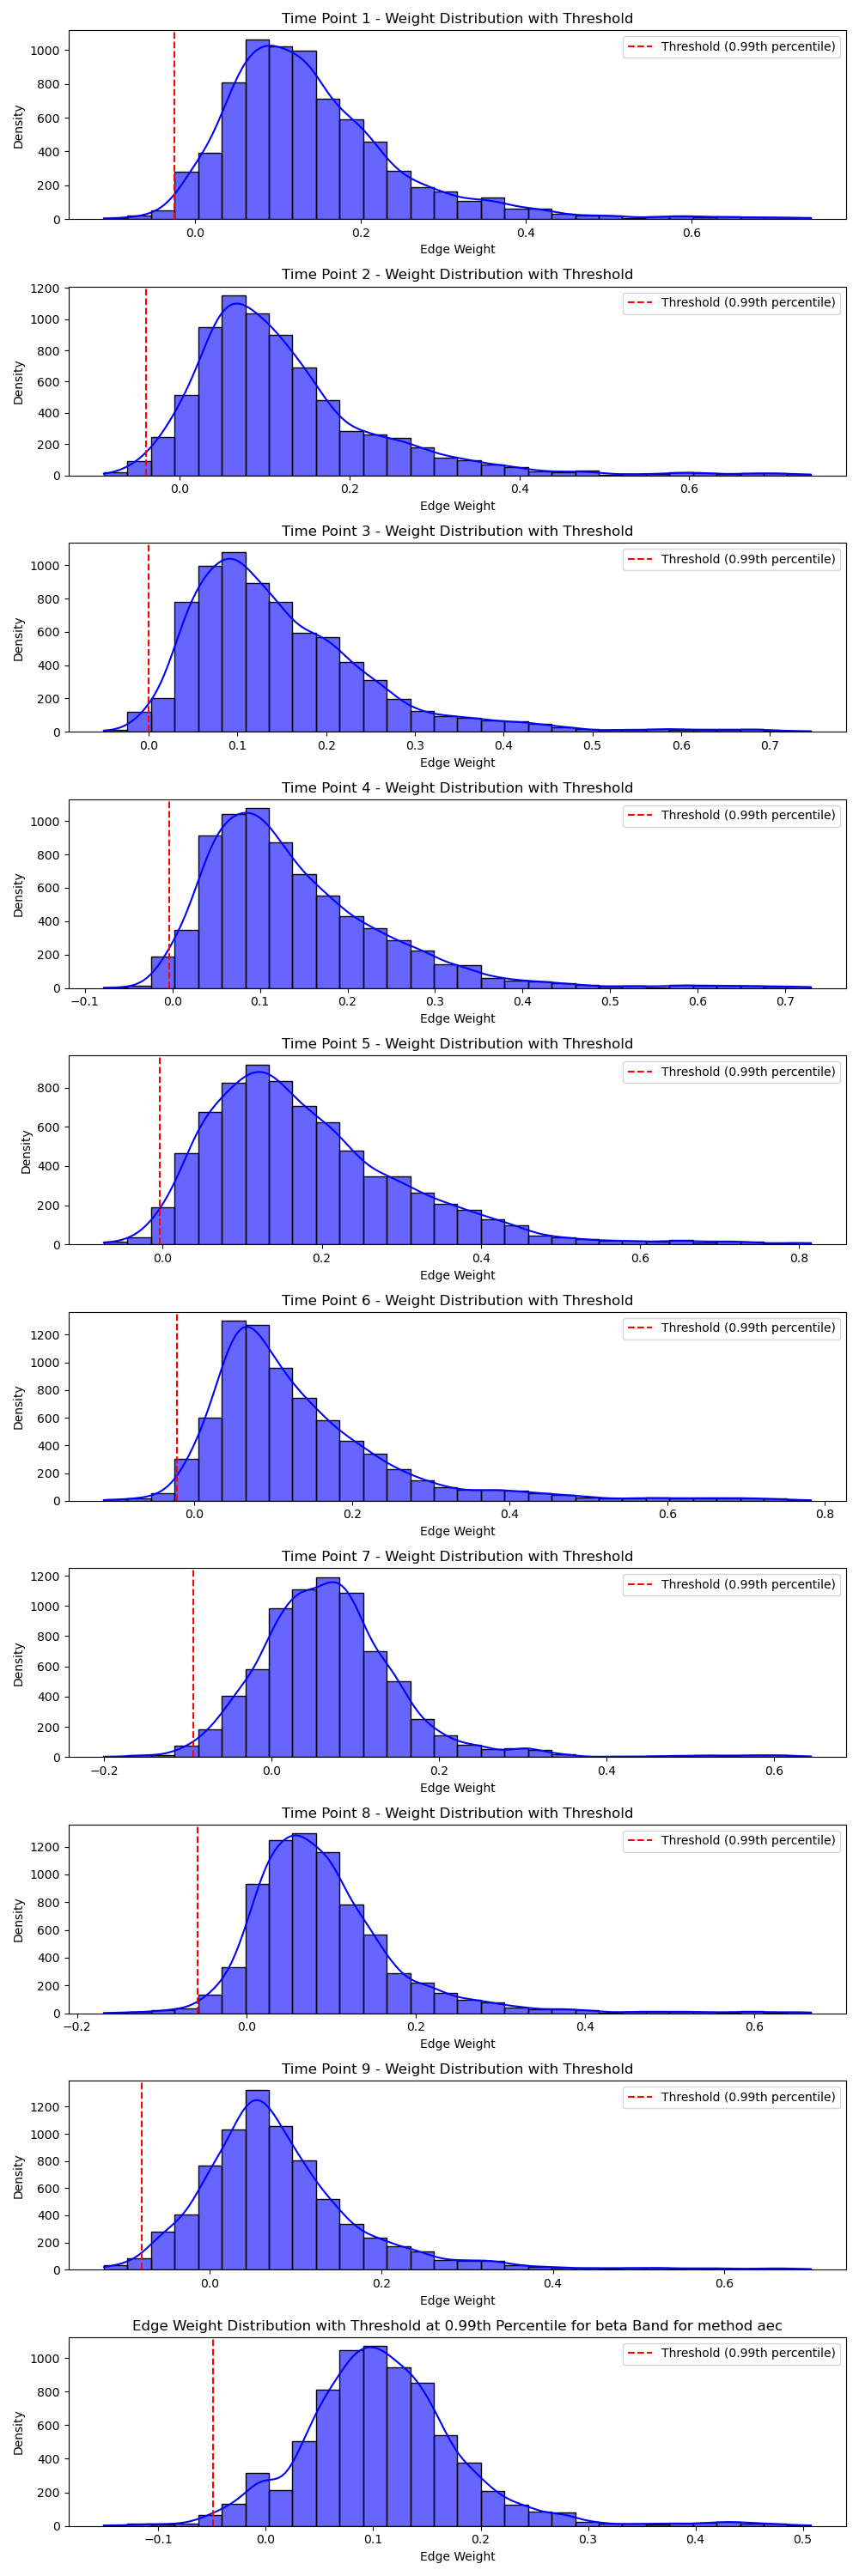 Time Point 1 - Weight Distribution with Threshold
Threshold (0.99th percentile)
Density
1000
800
600
400
200
0
0.0 0.2 0.4 0.6
Edge Weight
Time Point 2 - Weight Distribution with Threshold
Threshold (0.99th percentile)
Density
1200
1000
800
600
400
200
0
0.0 0.2 0.4 0.6
Edge Weight
Time Point 3 - Weight Distribution with Threshold
Threshold (0.99th percentile)
Density
1000
800
600
400
200
0
0.0 0.1 0.2 0.3 0.4 0.5 0.6 0.7
Edge Weight
Time Point 4 - Weight Distribution with Threshold
Threshold (0.99th percentile)
Density
1000
800
600
400
200
0
−0.1 0.0 0.1 0.2 0.3 0.4 0.5 0.6 0.7
Edge Weight
Time Point 5 - Weight Distribution with Threshold
Threshold (0.99th percentile)
Density
800
600
400
200
0
0.0 0.2 0.4 0.6 0.8
Edge Weight
Time Point 6 - Weight Distribution with Threshold
Threshold (0.99th percentile)
Density
1200
1000
800
600
400
200
0
0.0 0.2 0.4 0.6 0.8
Edge Weight
Time Point 7 - Weight Distribution with Threshold
Threshold (0.99th percentile)
Density
1200
1000
800
600
400
200
0
−0.2 0.0 0.2 0.4 0.6
Edge Weight
Time Point 8 - Weight Distribution with Threshold
Threshold (0.99th percentile)
Density
1200
1000
800
600
400
200
0
−0.2 0.0 0.2 0.4 0.6
Edge Weight
Time Point 9 - Weight Distribution with Threshold
Threshold (0.99th percentile)
Density
1200
1000
800
600
400
200
0
0.0 0.2 0.4 0.6
Edge Weight
Edge Weight Distribution with Threshold at 0.99th Percentile for beta Band for method aec
Threshold (0.99th percentile)
Density
1000
800
600
400
200
0
−0.1 0.0 0.1 0.2 0.3 0.4 0.5
Edge Weight